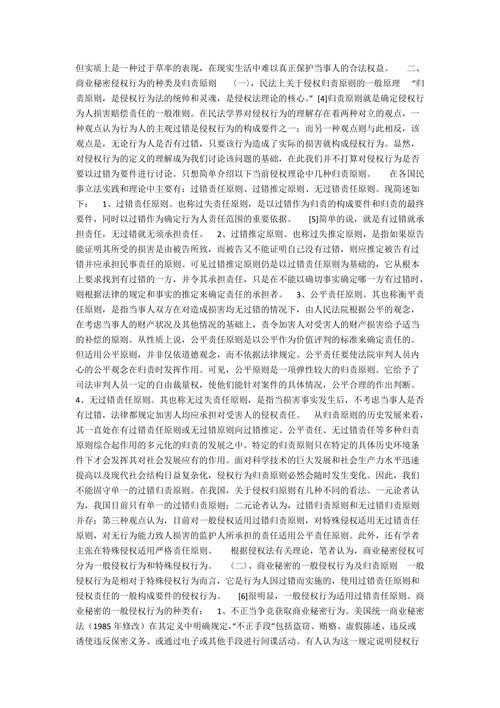 但实质上是一种过于草率的表现，在现实生活中难以真正保护当事人的合法权益。　　二、
商业秘密侵权行为的种类及归责原则　　〈一〉，民法上关于侵权归责原则的一般原理　　“归
责原则，是侵权行为法的统帅和灵魂，是侵权法理论的核心。” [4]归责原则就是确定侵权行
为人损害赔偿责任的一般准则。在民法学界对侵权行为的理解存在着两种对立的观点，一
种观点认为行为人的主观过错是侵权行为的构成要件之一；而另一种观点则与此相反，该
观点是，无论行为人是否有过错，只要该行为造成了实际的损害就构成侵权行为。显然，
对侵权行为的定义的理解成为我们讨论该问题的基础，在此我们并不打算对侵权行为是否
要以过错为要件进行讨论。只想简单介绍以下当前侵权理论中几种归责原则。　　在各国民
事立法实践和理论中主要有：过错责任原则、过错推定原则、无过错责任原则。现简述如
下：　1、过错责任原则。也称过失责任原则，是指以过错作为归责的构成要件和归责的最终
要件，同时以过错作为确定行为人责任范围的重要依据。　　[5]简单的说，就是有过错就承
担责任，无过错就无须承担责任。　2、过错推定原则。也称过失推定原则，是指如果原告
能证明其所受的损害是由被告所致，而被告又不能证明自己没有过错，则应推定被告有过
错并应承担民事责任的原则。可见过错推定原则仍是以过错责任原则为基础的，它从根本
上要求找到有过错的一方，并令其承担责任，只是在不能以确切事实确定哪一方有过错时，
则根据法律的规定和事实的推定来确定责任的承担者。　3、公平责任原则。其也称衡平责
任原则，是指当事人双方在对造成损害均无过错的情况下，由人民法院根据公平的观念，
在考虑当事人的财产状况及其他情况的基础上，责令加害人对受害人的财产损害给予适当
的补偿的原则。从性质上说，公平责任原则是以公平作为价值评判的标准来确定责任的。
但适用公平原则，并非仅依道德观念，而不依据法律规定。公平责任要使法院审判人员内
心的公平观念在归责时发挥作用。可见，公平原则是一项弹性较大的归责原则。它给予了
司法审判人员一定的自由裁量权，使他们能针对案件的具体情况，公平合理的作出判断。
4、无过错责任原则。其也称无过失责任原则，是指当损害事实发生后，不考虑当事人是否
有过错，法律都规定加害人均应承担对受害人的侵权责任。　　从归责原则的历史发展来看，
其一直处在有过错责任原则或无过错原则向过错推定、公平责任、无过错责任等多种归责
原则综合起作用的多元化的归责的发展之中。特定的归责原则只在特定的具体历史环境条
件下才会发挥其对社会发展应有的作用。面对科学技术的巨大发展和社会生产力水平迅速
提高以及现代社会结构日益复杂化，侵权行为归责原则必然会随时发生变化。因此，我们
不能固守单一的过错归责原则。在我国，关于侵权归原则有几种不同的看法。一元论者认
为，我国目前只有单一的过错归责原则；二元论者认为，过错归责原则和无过错归责原则
并存；第三种观点认为，目前对一般侵权适用过错归责原则，对特殊侵权适用无过错责任
原则，对无行为能力致人损害的监护人所承责的责任适用公平责任原则。此外，还有学者
主张在特殊侵权适用严格责任原则。　　根据侵权法有关理论，笔者认为，商业秘密侵权可
分为一般侵权行为和特殊侵权行为。　〈二〉、商业秘密的一般侵权行为及归责原则　一般
侵权行为是相对于特殊侵权行为而言，它是行为人因过错而实施的，使用过错责任原则和
侵权责任的一般构成要件的侵权行为。　　[6]很明显，一般侵权行为适用过错责任原则。商
业秘密的一般侵权行为的种类有：　1、不正当竞争获取商业秘密行为。美国统一商业秘密
法（1985年修改）在其定义中明确规定，“不正手段”包括盗窃、贿赂、虚假陈述、违反或
诱使违反保密义务、或通过电子或其他手段进行间谍活动。有人认为这一规定说明侵权行